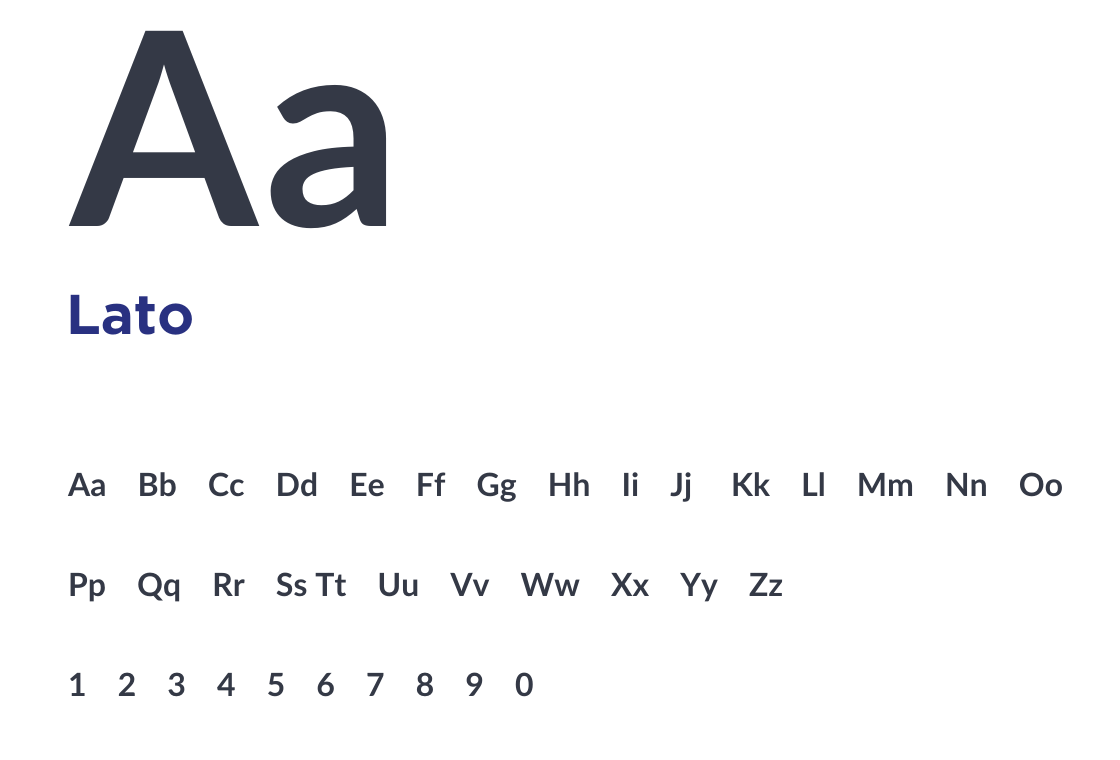 Aa
Lato
Aa Bb Cc Dd Ee Ff Gg Hh Ii Jj Kk Ll Mm Nn Oo
Pp Qq Rr Ss Tt Uu Vv Ww Xx Yy Zz
1 2 3 4 5 6 7 8 9 0